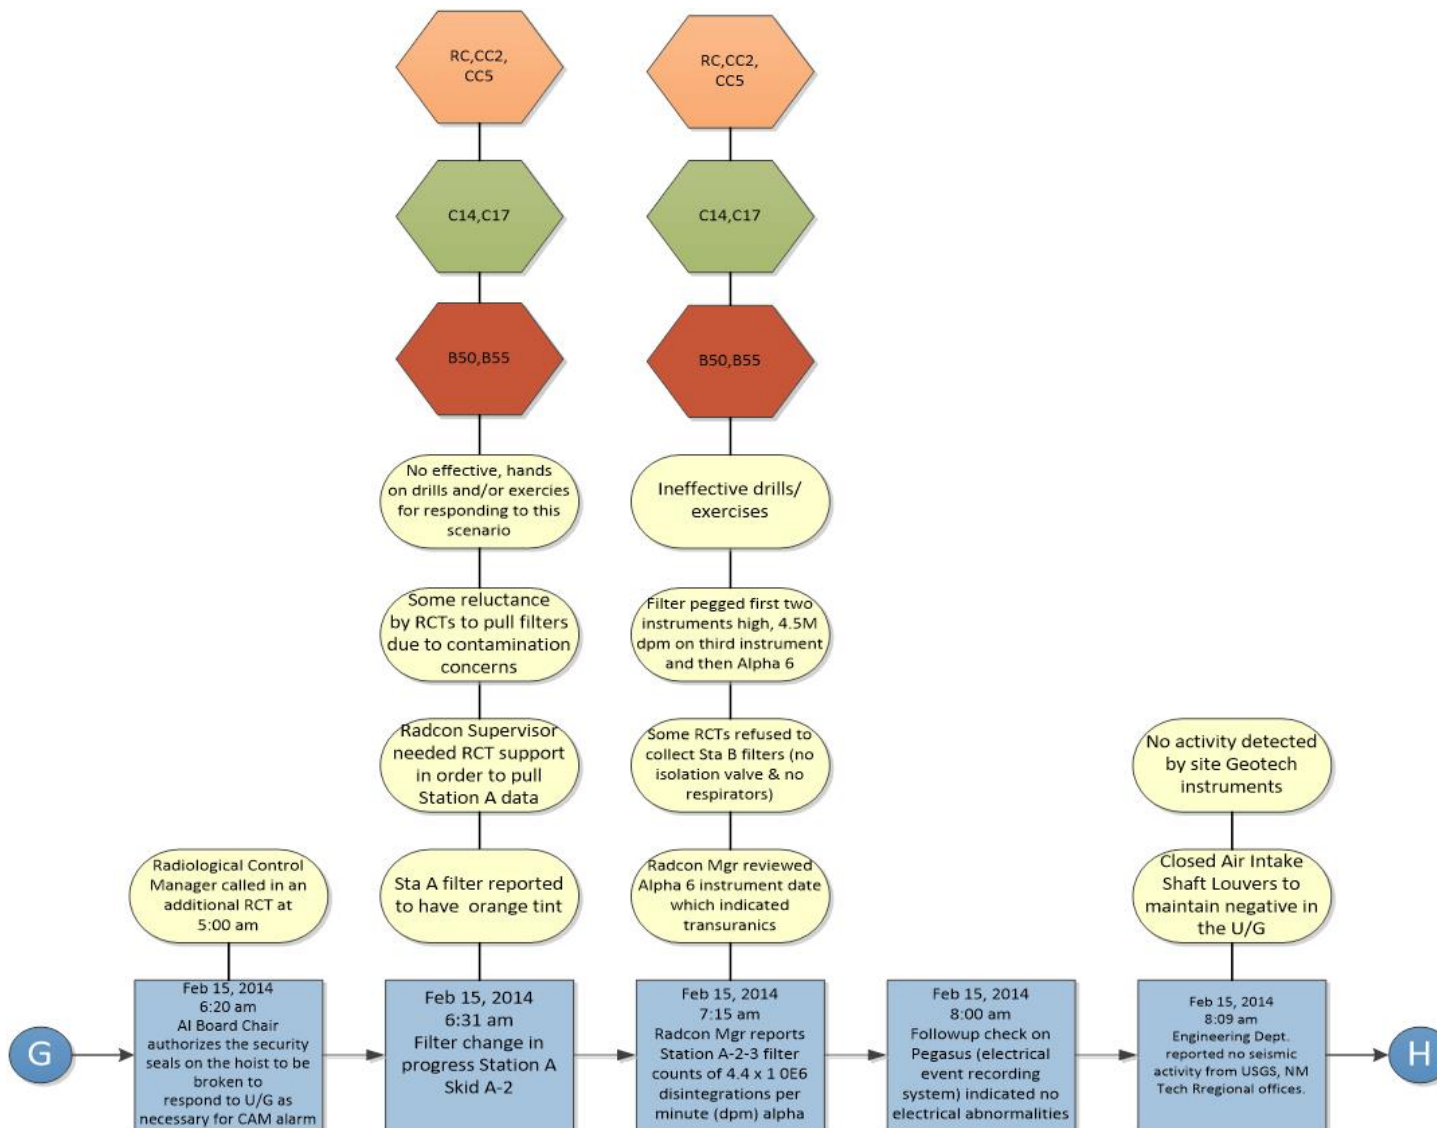 RC,CC2,
CC5
C14,C17
B50,B55
No effective, hands
on drills and/or exercies
for responding to this
scenario
Some reluctance
by RCTs to pull filters
due to contamination
concerns
Radcon Supervisor
needed RCT support
in order to pull
Station A data
Sta A filter reported
to have orange tint
RC,CC2,
CC5
C14,C17
B50,B55
Ineffective drills/
exercises
Filter pegged first two
instruments high, 4.5M
dpm on third instrument
and then Alpha 6
Some RCTs refused to
collect Sta B filters (no
isolation valve & no
respirators)
Radcon Mgr reviewed
Alpha 6 instrument date
which indicated
transuranics
No activity detected
by site Geotech
instruments
Closed Air Intake
Shaft Louvers to
maintain negative in
the U/G
Radiological Control
Manager called in an
additional RCT at
5:00 am
G
Feb 15, 2014
6:20 am
AI Board Chair
authorizes the security
seals on the hoist to be
broken to
respond to U/G as
necessary for CAM alarm
Feb 15, 2014
6:31 am
Filter change in
progress Station A
Skid A-2
Feb 15, 2014
7:15 am
Radcon Mgr reports
Station A-2-3 filter
counts of 4.4 x 1 0E6
disintegrations per
minute (dpm) alpha
Feb 15, 2014
8:00 am
Followup check on
Pegasus (electrical
event recording
system) indicated no
electrical abnormalities
Feb 15, 2014
8:09 am
Engineering Dept.
reported no seismic
activity from USGS, NM
Tech Rregional offices.
H